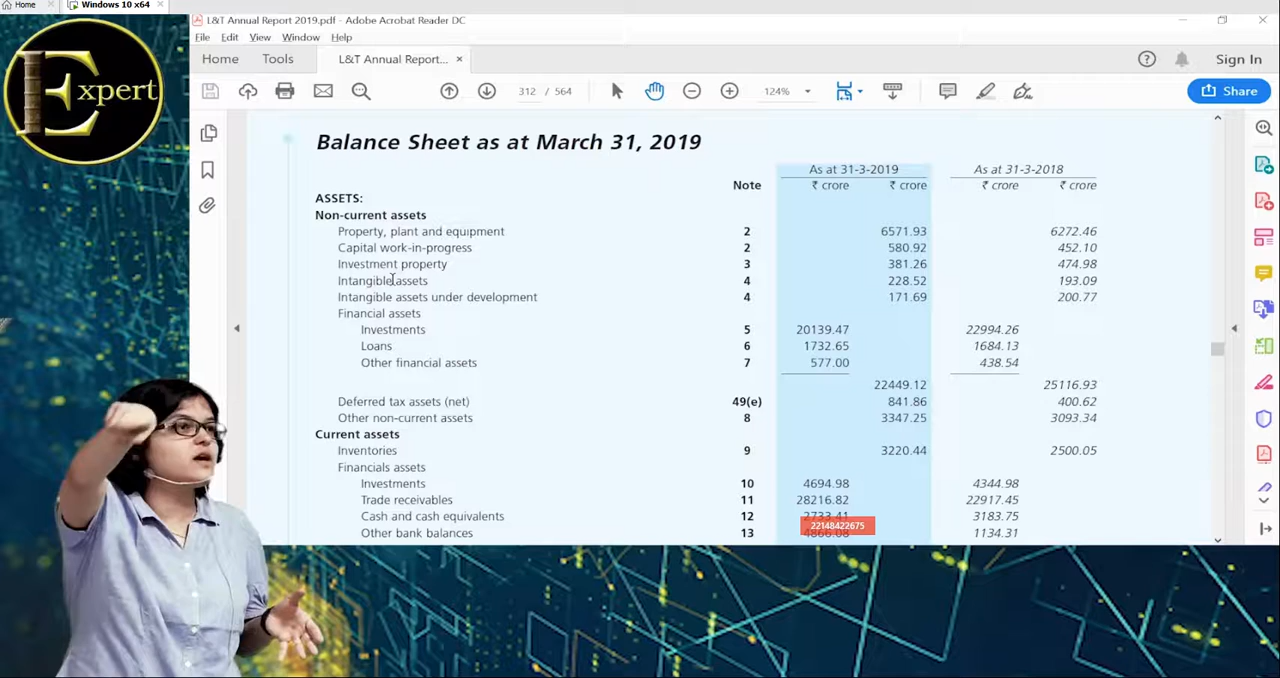 Home
Windows 10 x64
Expert
L&T Annual Report 2019.pdf - Adobe Acrobat Reader DC
File Edit View Window Help
Home Tools L&T Annual Report... × Sign In
312 / 564 124% Share
Balance Sheet as at March 31, 2019
As at 31-3-2019 As at 31-3-2018
Note ₹ crore ₹ crore ₹ crore ₹ crore
ASSETS:
Non-current assets
Property, plant and equipment 2 6571.93 6272.46
Capital work-in-progress 2 580.92 452.10
Investment property 3 381.26 474.98
Intangible assets 4 228.52 193.09
Intangible assets under development 4 171.69 200.77
Financial assets
Investments 5 20139.47 22994.26
Loans 6 1732.65 1684.13
Other financial assets 7 577.00 438.54
22449.12 25116.93
Deferred tax assets (net) 49(e) 841.86 400.62
Other non-current assets 8 3347.25 3093.34
Current assets
Inventories 9 3220.44 2500.05
Financials assets
Investments 10 4694.98 4344.98
Trade receivables 11 28216.82 22917.45
Cash and cash equivalents 12 2733.41 3183.75
22148422675
Other bank balances 13 4866.08 1134.31